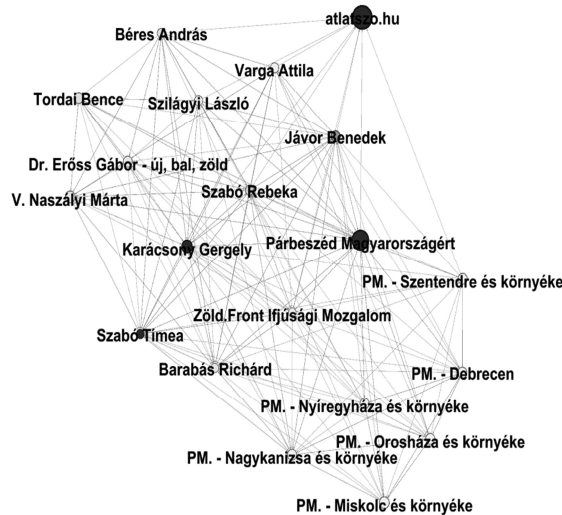 atlatszo.hu
Béres András
Varga Attila
Tordai Bence
Szilágyi László
Jávor Benedek
Dr. Erőss Gábor - új, bal, zöld
V. Naszályi Márta
Szabó Rebeka
Karácsony Gergely
Párbeszéd Magyarországért
PM. - Szentendre és környéke
Zöld.Front Ifjúsági Mozgalom
Szabó Tímea
Barabás Richárd
PM. - Debrecen
PM. - Nyíregyháza és környéke
PM. - Orosháza és környéke
PM. - Nagykanizsa és környéke
PM. - Miskolc és környéke